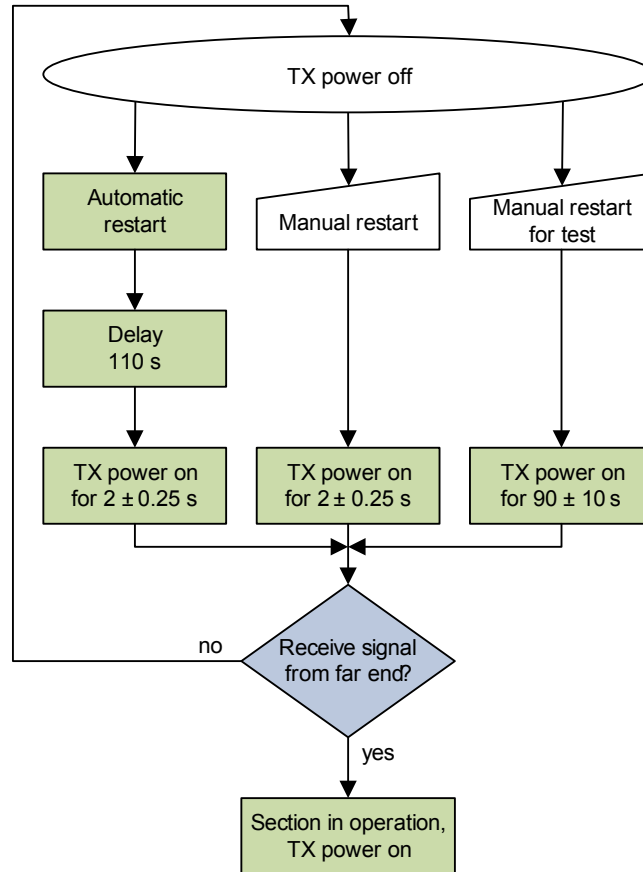 TX power off
Automatic
restart
Manual restart
Manual restart
for test
Delay
110 s
TX power on
for 2 ± 0.25 s
TX power on
for 2 ± 0.25 s
TX power on
for 90 ± 10 s
Receive signal
from far end?
no
yes
Section in operation,
TX power on